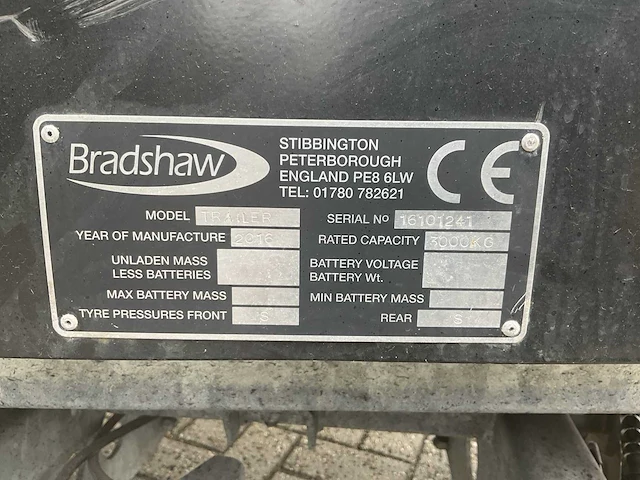 Bradshaw
STIBBINGTON
PETERBOROUGH
ENGLAND PE8 6LW
TEL: 01780 782621
CE
MODEL TRAILER SERIAL Nº 16101241
YEAR OF MANUFACTURE 2016 RATED CAPACITY 3000KG
UNLADEN MASS BATTERY VOLTAGE
LESS BATTERIES BATTERY Wt.
MAX BATTERY MASS MIN BATTERY MASS
TYRE PRESSURES FRONT S REAR S